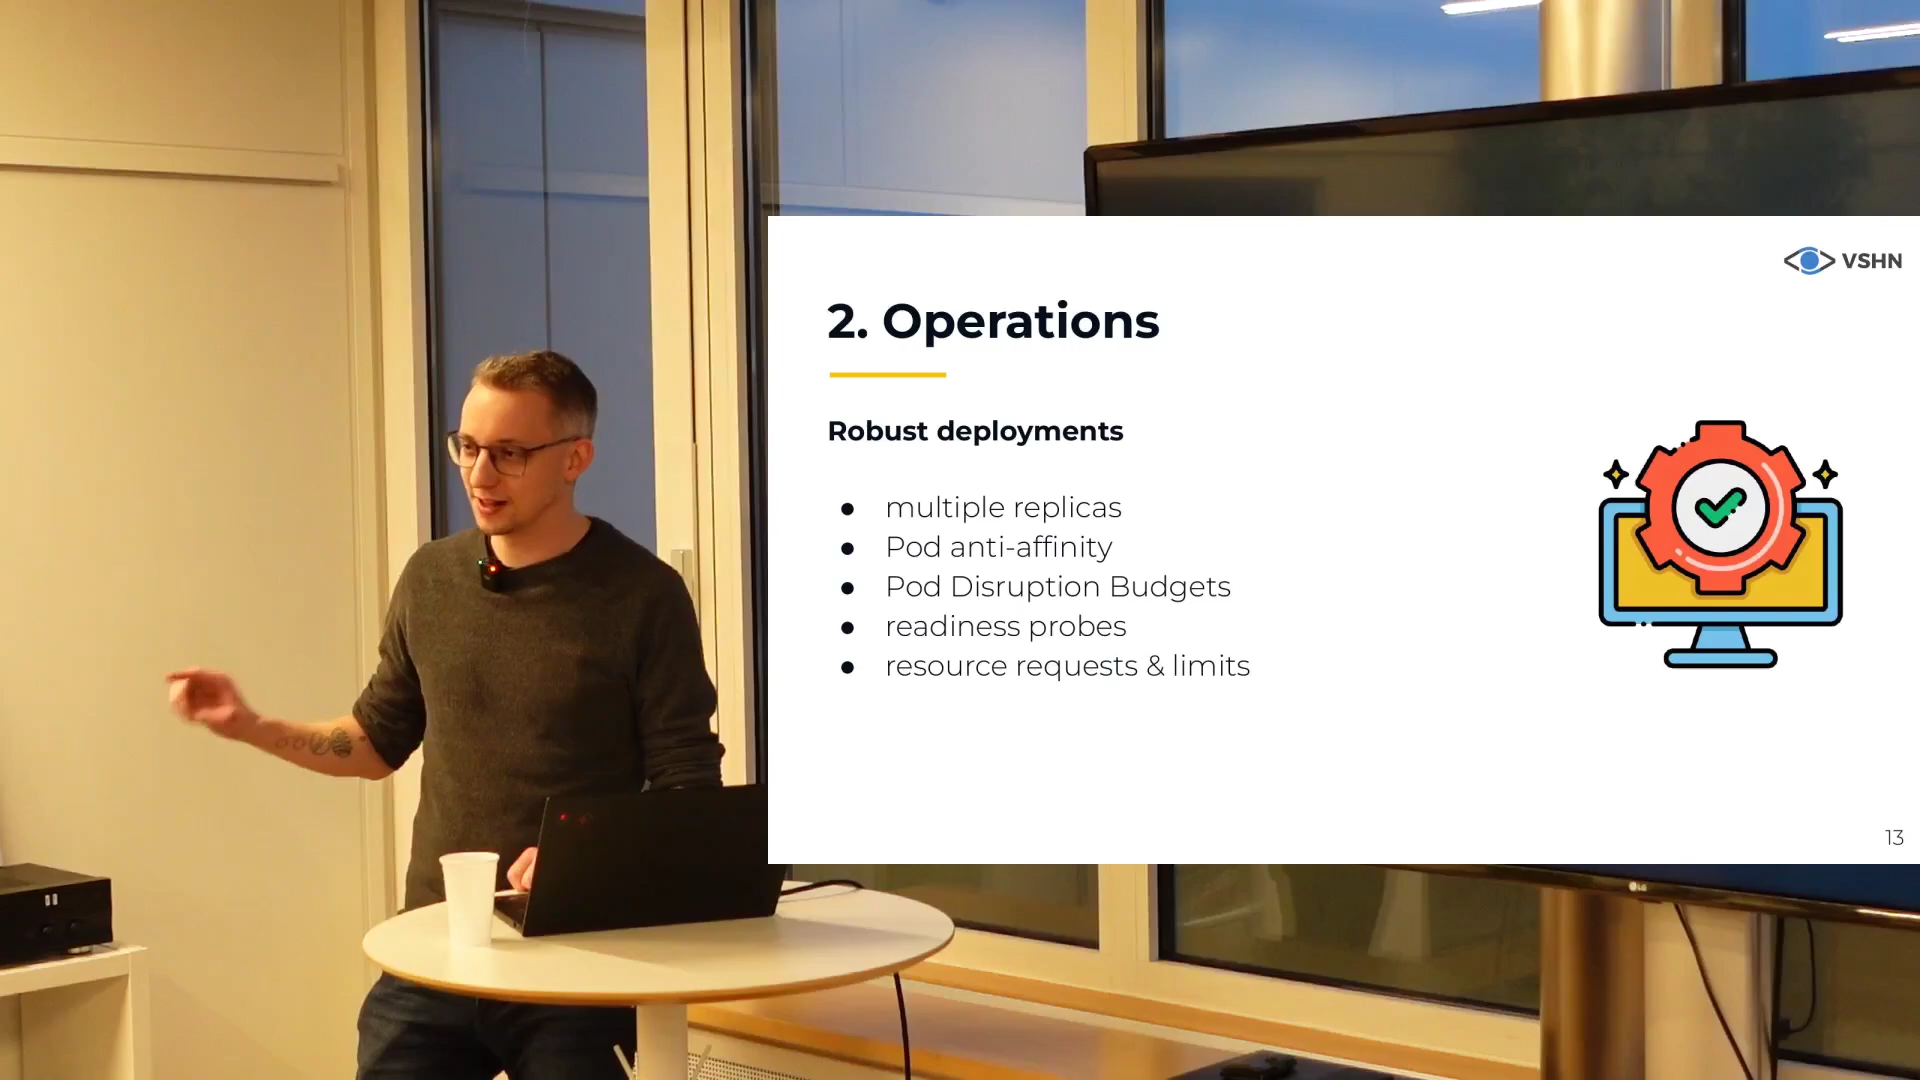 VSHN
2. Operations
Robust deployments
● multiple replicas
● Pod anti-affinity
● Pod Disruption Budgets
● readiness probes
● resource requests & limits
13
LG